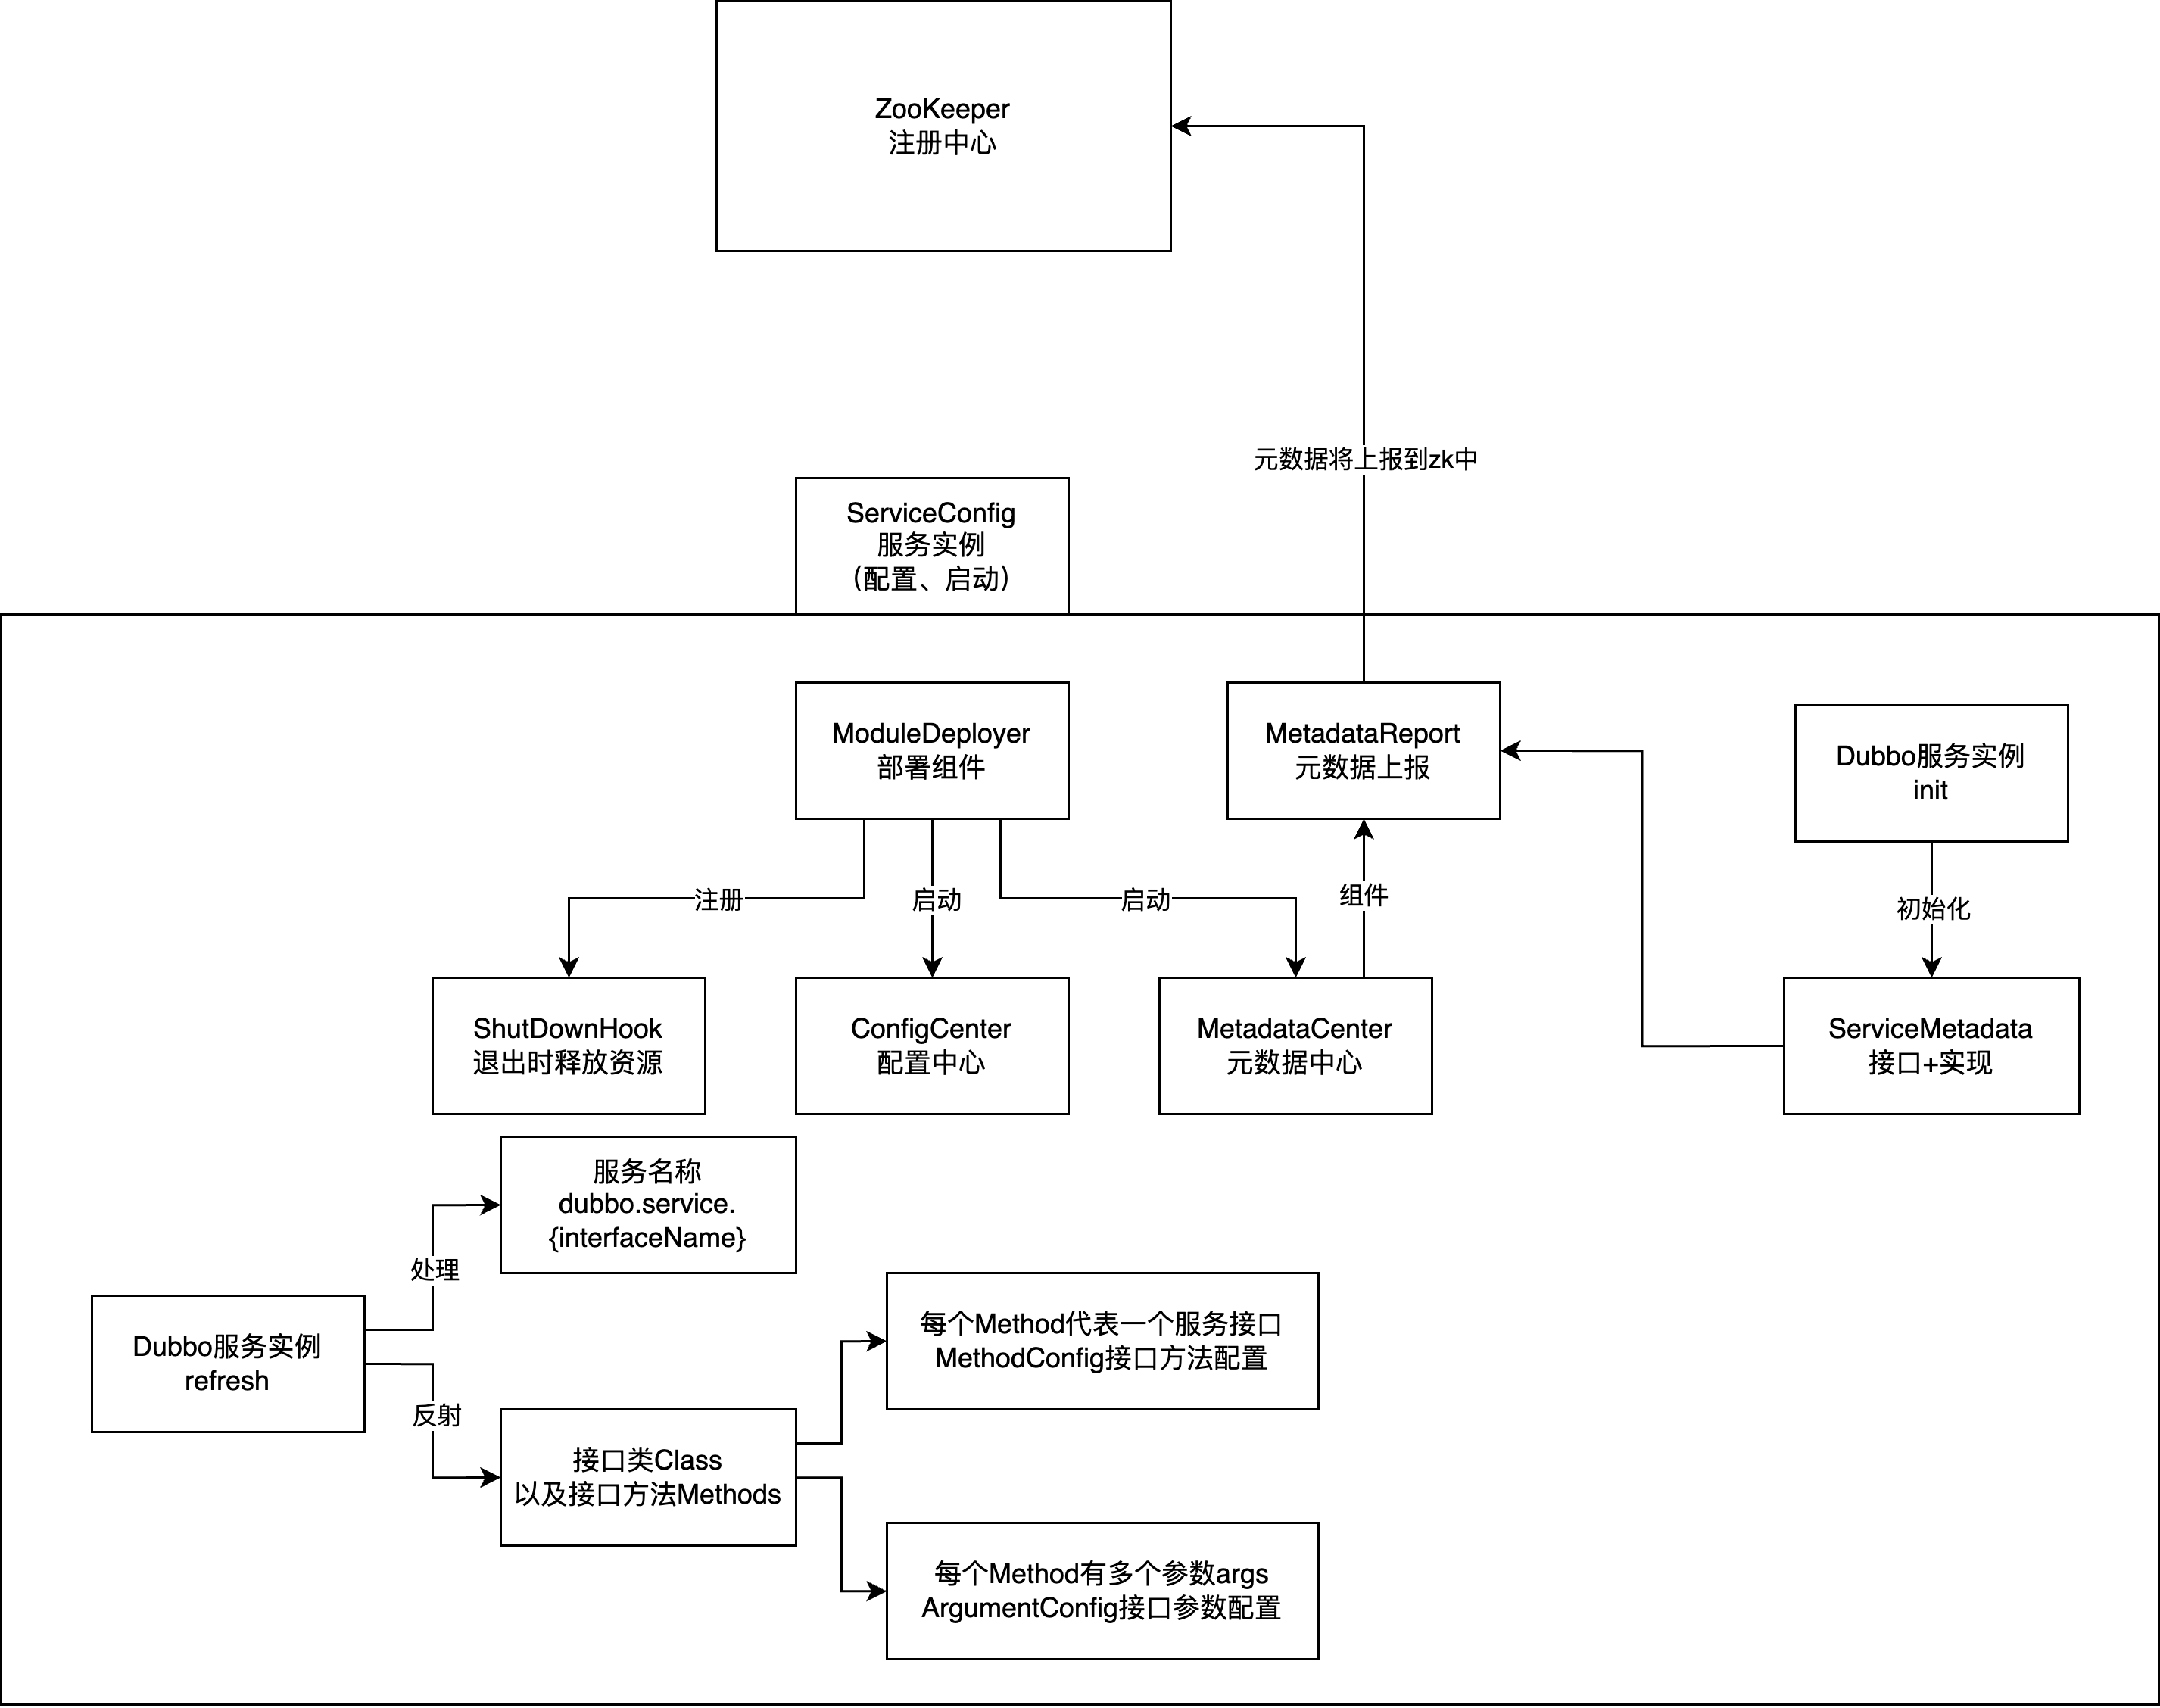 ZooKeeper
注册中心
元数据将上报到zk中
ServiceConfig
服务实例
（配置、启动）
ModuleDeployer
部署组件
MetadataReport
元数据上报
Dubbo服务实例
init
注册
启动
启动
组件
初始化
ShutDownHook
退出时释放资源
ConfigCenter
配置中心
MetadataCenter
元数据中心
ServiceMetadata
接口+实现
服务名称
dubbo.service.
{interfaceName}
处理
Dubbo服务实例
refresh
反射
每个Method代表一个服务接口
MethodConfig接口方法配置
接口类Class
以及接口方法Methods
每个Method有多个参数args
ArgumentConfig接口参数配置